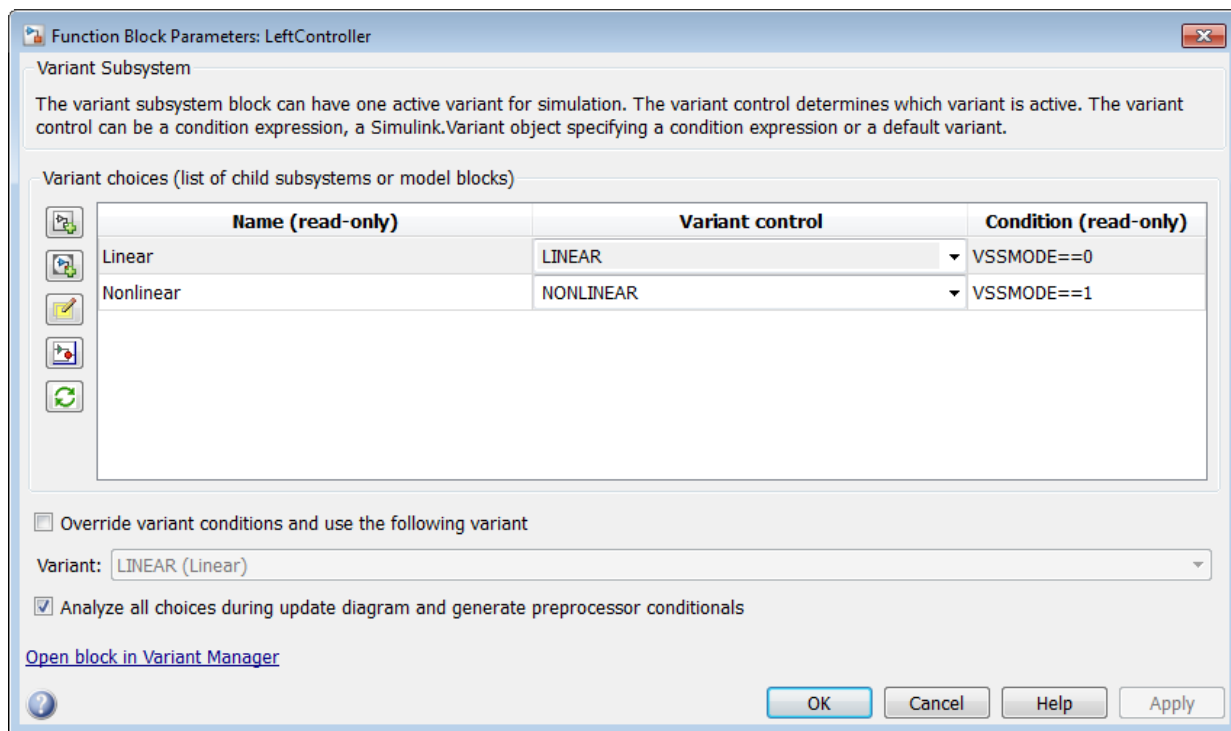 Function Block Parameters: LeftController
Variant Subsystem
The variant subsystem block can have one active variant for simulation. The variant control determines which variant is active. The variant
control can be a condition expression, a Simulink.Variant object specifying a condition expression or a default variant.
Variant choices (list of child subsystems or model blocks)
Name (read-only) Variant control Condition (read-only)
Linear LINEAR VSSMODE==0
Nonlinear NONLINEAR VSSMODE==1
Override variant conditions and use the following variant
Variant: LINEAR (Linear)
Analyze all choices during update diagram and generate preprocessor conditionals
Open block in Variant Manager
? OK Cancel Help Apply